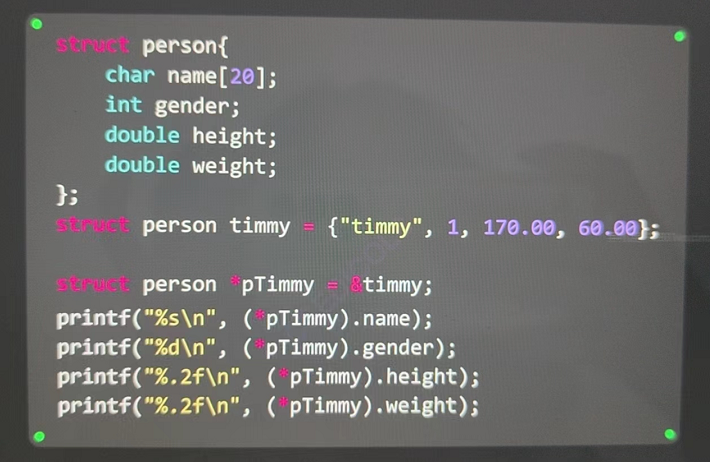 struct person{
char name[20];
int gender;
double height;
double weight;
};
struct person timmy = {"timmy", 1, 170.00, 60.00};
struct person *pTimmy = &timmy;
printf("%s\n", (*pTimmy).name);
printf("%d\n", (*pTimmy).gender);
printf("%.2f\n", (*pTimmy).height);
printf("%.2f\n", (*pTimmy).weight);